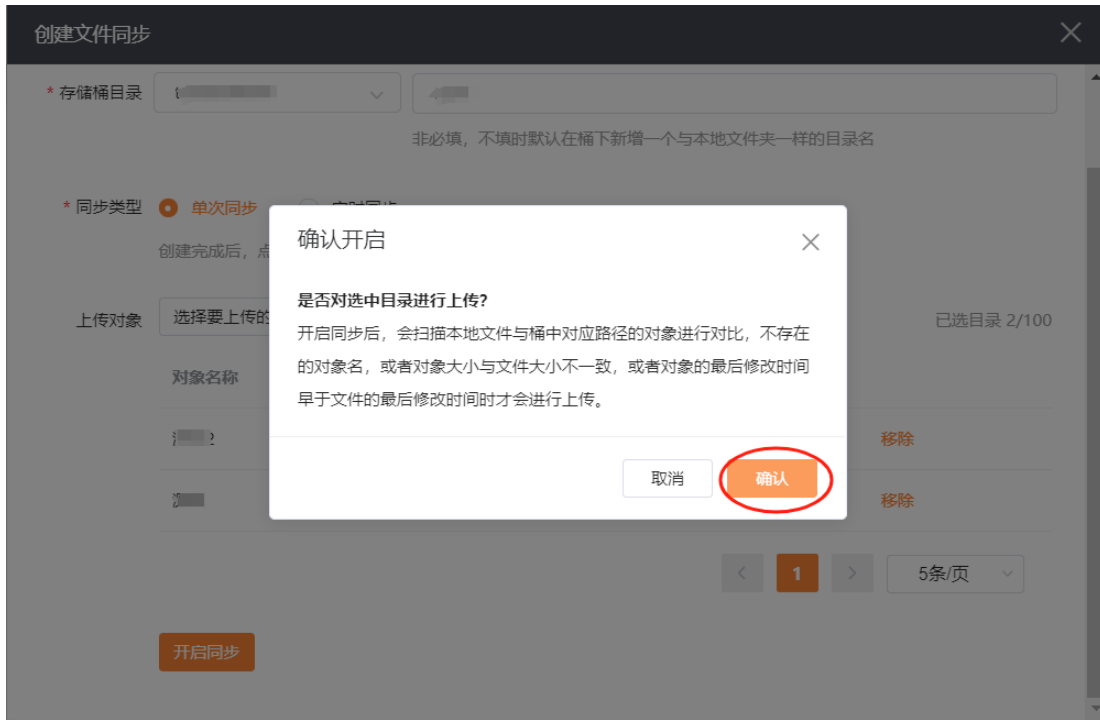 创建文件同步
* 存储桶目录
非必填，不填时默认在桶下新增一个与本地文件夹一样的目录名
* 同步类型 单次同步
创建完成后，点
确认开启
是否对选中目录进行上传?
开启同步后，会扫描本地文件与桶中对应路径的对象进行对比，不存在
的对象名，或者对象大小与文件大小不一致，或者对象的最后修改时间
早于文件的最后修改时间时才会进行上传。
取消 确认
上传对象 选择要上传的 已选目录 2/100
对象名称
移除
移除
1 5条/页
开启同步